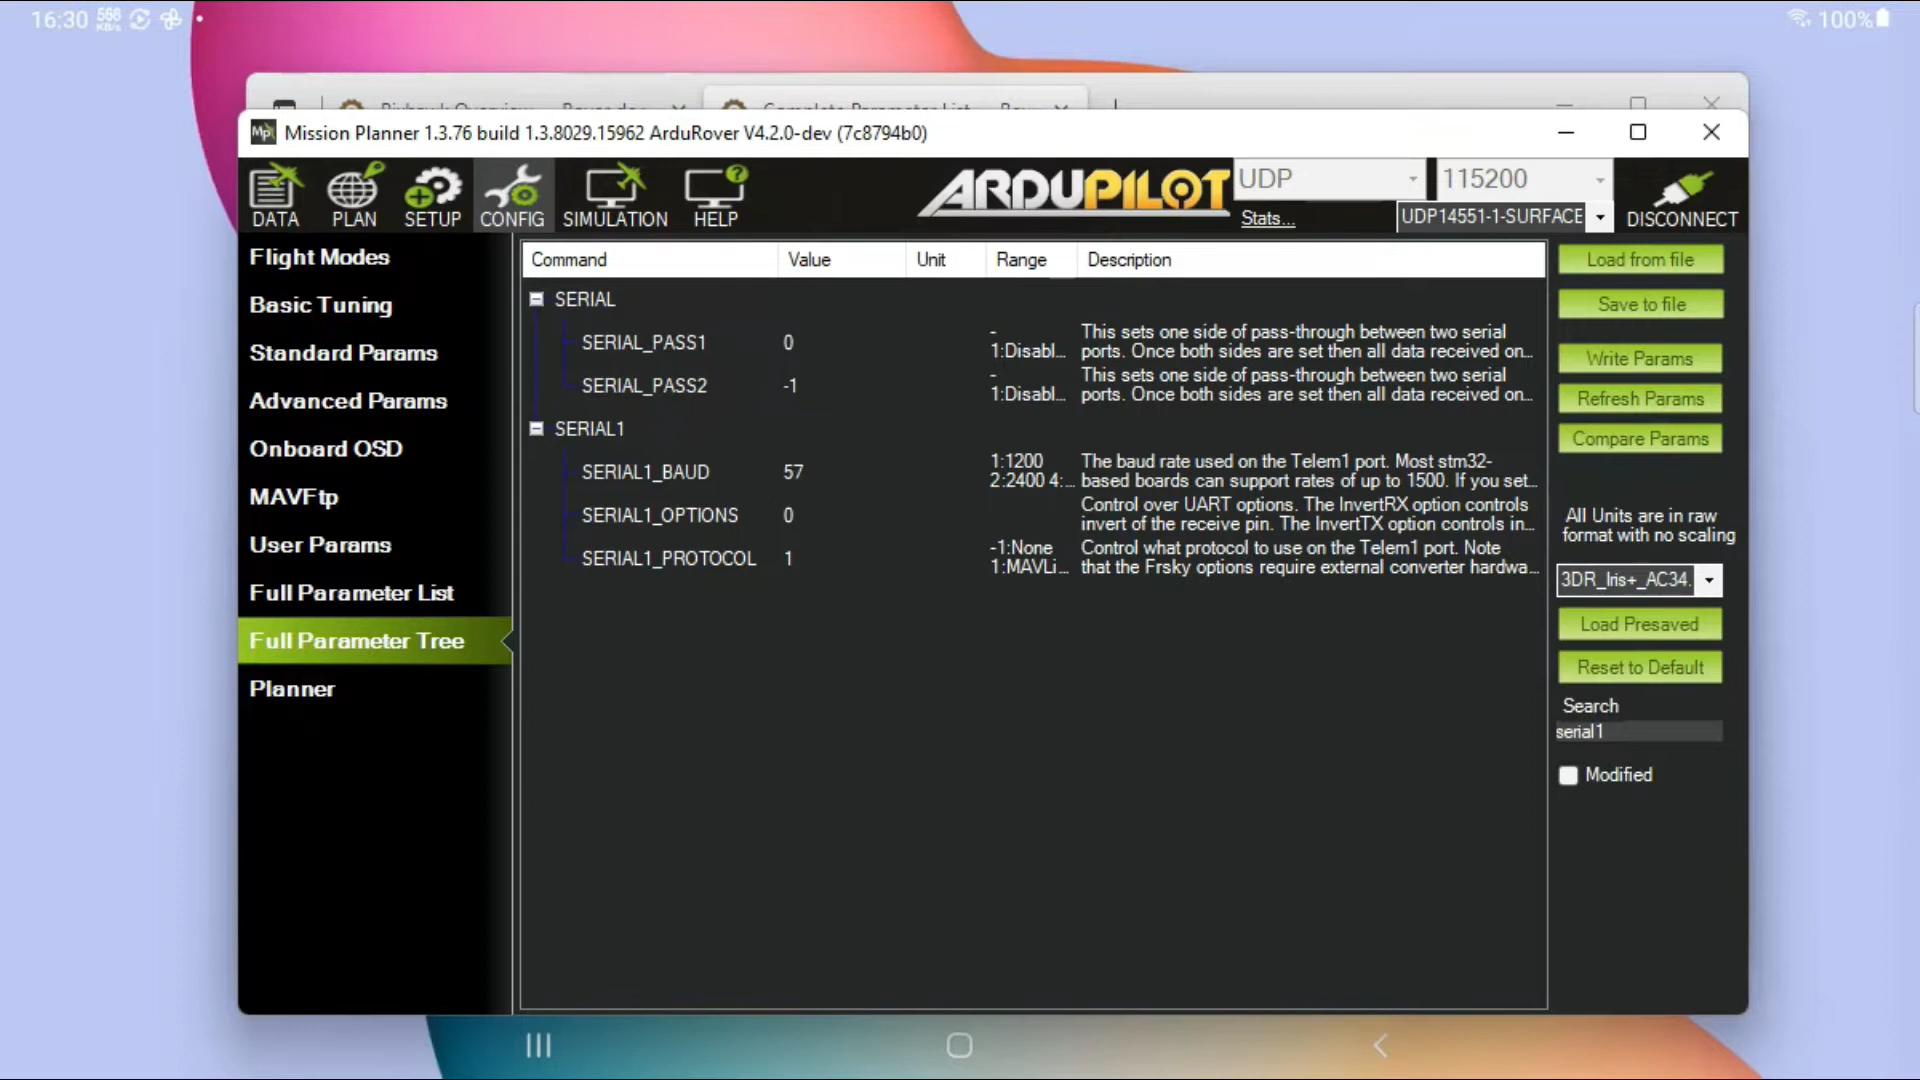 16:30 566 KB/s
100%
Mission Planner 1.3.76 build 1.3.8029.15962 ArduRover V4.2.0-dev (7c8794b0)
DATA PLAN SETUP CONFIG SIMULATION HELP
ARDUPILOT
UDP 115200
Stats... UDP14551-1-SURFACE DISCONNECT
Flight Modes
Basic Tuning
Standard Params
Advanced Params
Onboard OSD
MAVFtp
User Params
Full Parameter List
Full Parameter Tree
Planner
Command Value Unit Range Description
SERIAL
SERIAL_PASS1 0 - 1:Disabl... This sets one side of pass-through between two serial
ports. Once both sides are set then all data received on...
SERIAL_PASS2 -1 - 1:Disabl... This sets one side of pass-through between two serial
ports. Once both sides are set then all data received on...
SERIAL1
SERIAL1_BAUD 57 1:1200 2:2400 4:... The baud rate used on the Telem1 port. Most stm32-
based boards can support rates of up to 1500. If you set...
SERIAL1_OPTIONS 0 Control over UART options. The InvertRX option controls
invert of the receive pin. The InvertTX option controls in...
SERIAL1_PROTOCOL 1 -1:None 1:MAVLi... Control what protocol to use on the Telem1 port. Note
that the Frsky options require external converter hardwa...
Load from file
Save to file
Write Params
Refresh Params
Compare Params
All Units are in raw
format with no scaling
3DR_Iris+_AC34.
Load Presaved
Reset to Default
Search
serial1
Modified